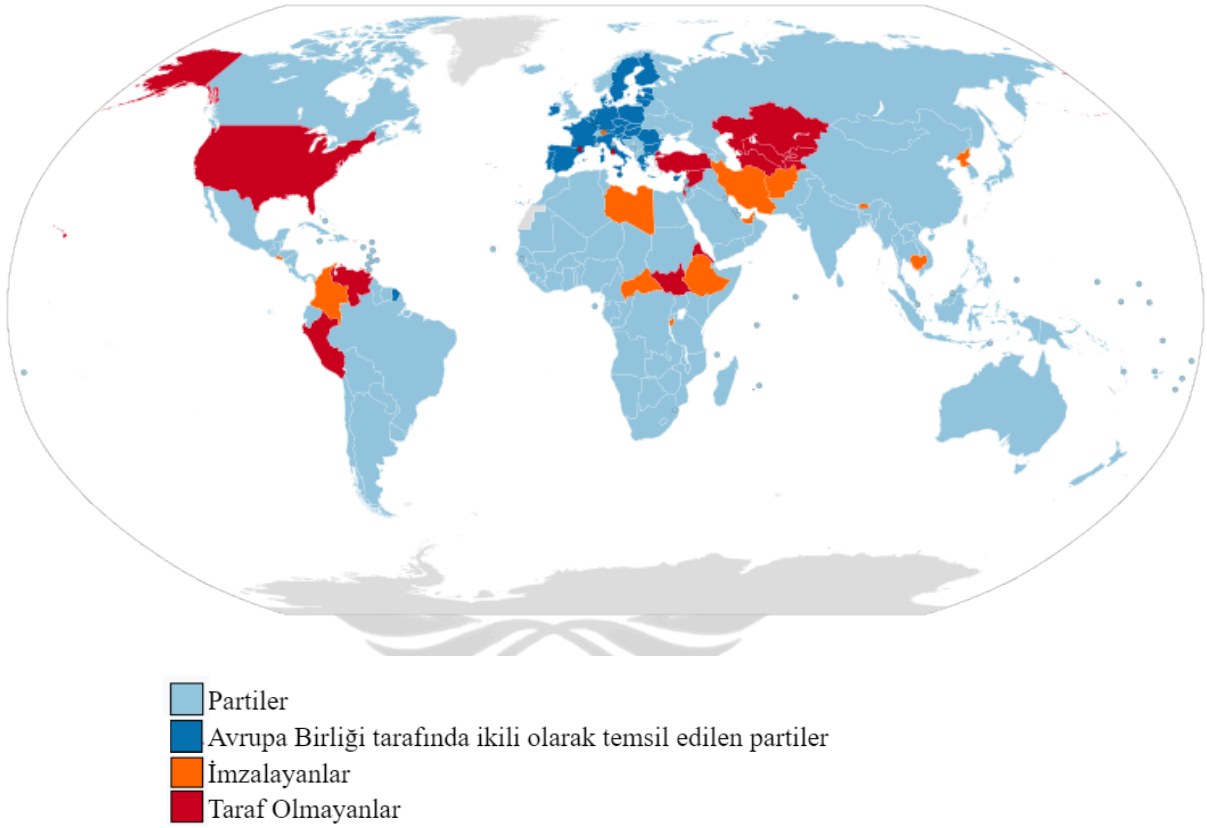 Partiler
Avrupa Birliği tarafında ikili olarak temsil edilen partiler
İmzalayanlar
Taraf Olmayanlar